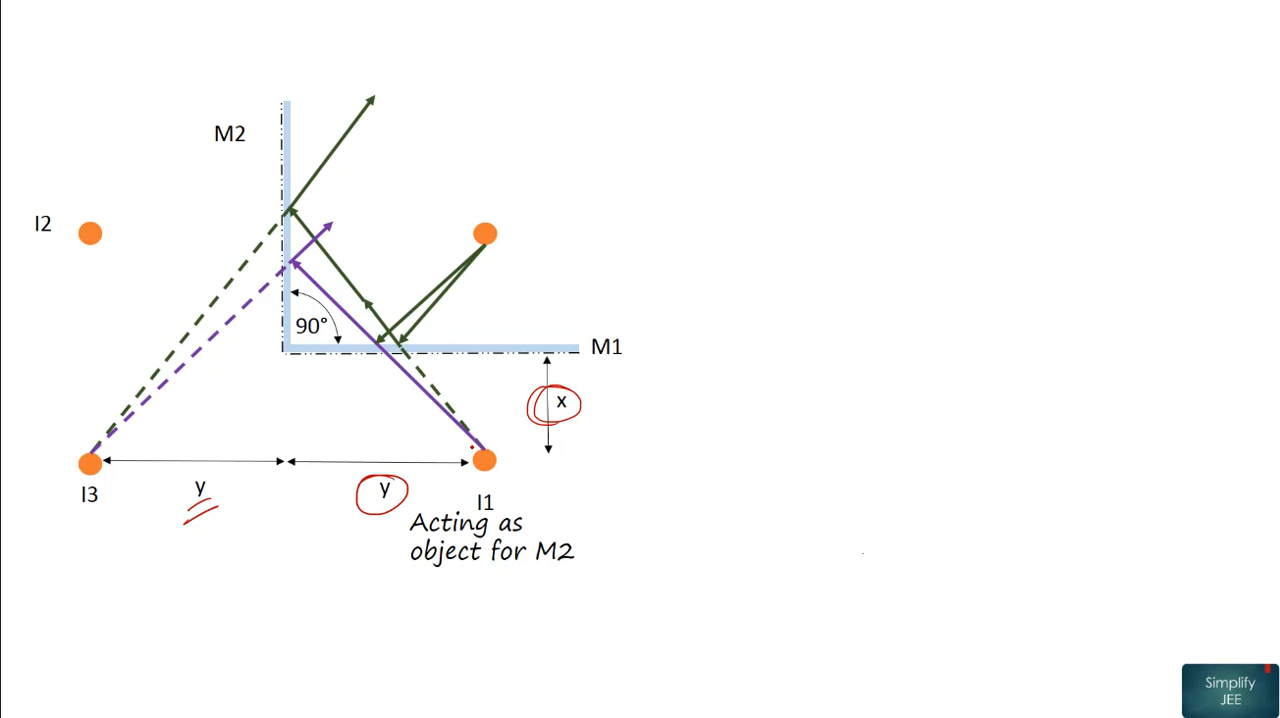 M2
I2
90°
M1
x
y
y
I3
I1
Acting as
object for M2
Simplify
JEE